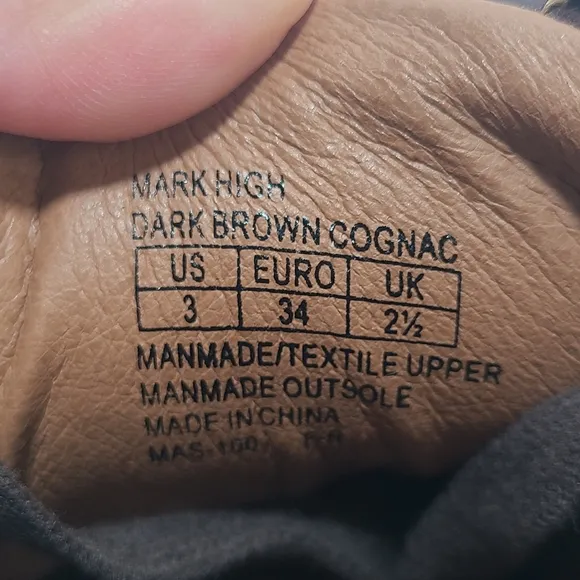 MARK HIGH
DARK BROWN COGNAC
US EURO UK
3 34 2½
MANMADE/TEXTILE UPPER
MANMADE OUTSOLE
MADE IN CHINA